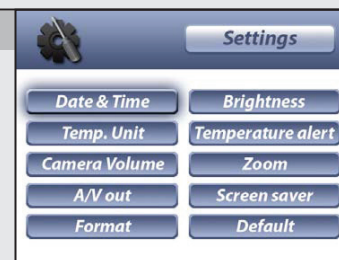 Settings
Date & Time
Brightness
Temp. Unit
Temperature alert
Camera Volume
Zoom
A/V out
Screen saver
Format
Default